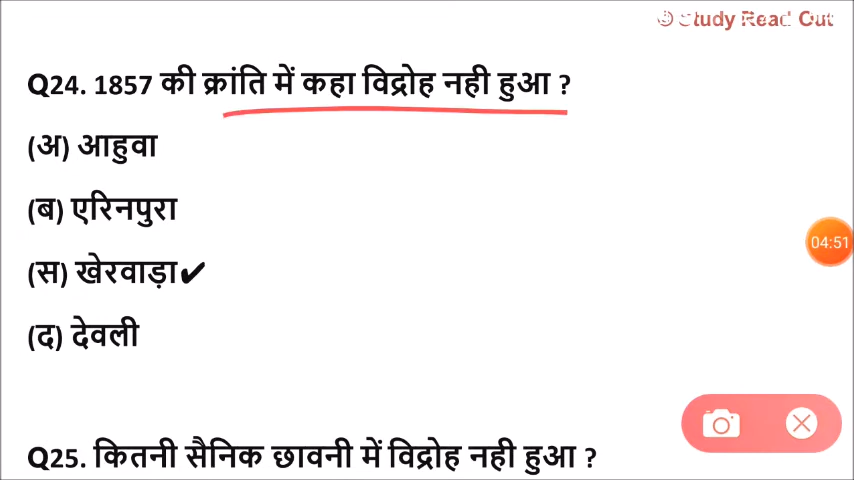 Study Read Out
Q24. 1857 की क्रांति में कहा विद्रोह नही हुआ ?
(अ) आहुवा
(ब) एरिनपुरा
(स) खेरवाड़ा✔
(द) देवली
04:51
Q25. कितनी सैनिक छावनी में विद्रोह नही हुआ ?